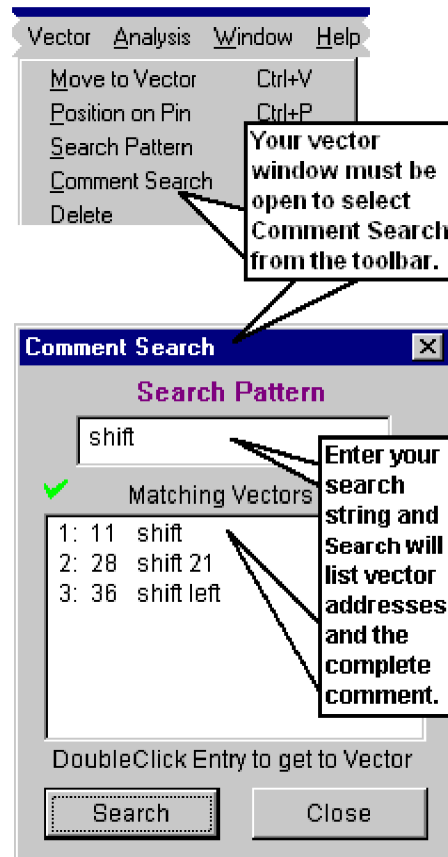 Vector Analysis Window Help
Move to Vector Ctrl+V
Position on Pin Ctrl+P
Search Pattern
Comment Search
Delete
Your vector
window must be
open to select
Comment Search
from the toolbar.
Comment Search
Search Pattern
shift
Matching Vectors
1: 11 shift
2: 28 shift 21
3: 36 shift left
Enter your
search
string and
Search will
list vector
addresses
and the
complete
comment.
DoubleClick Entry to get to Vector
Search Close